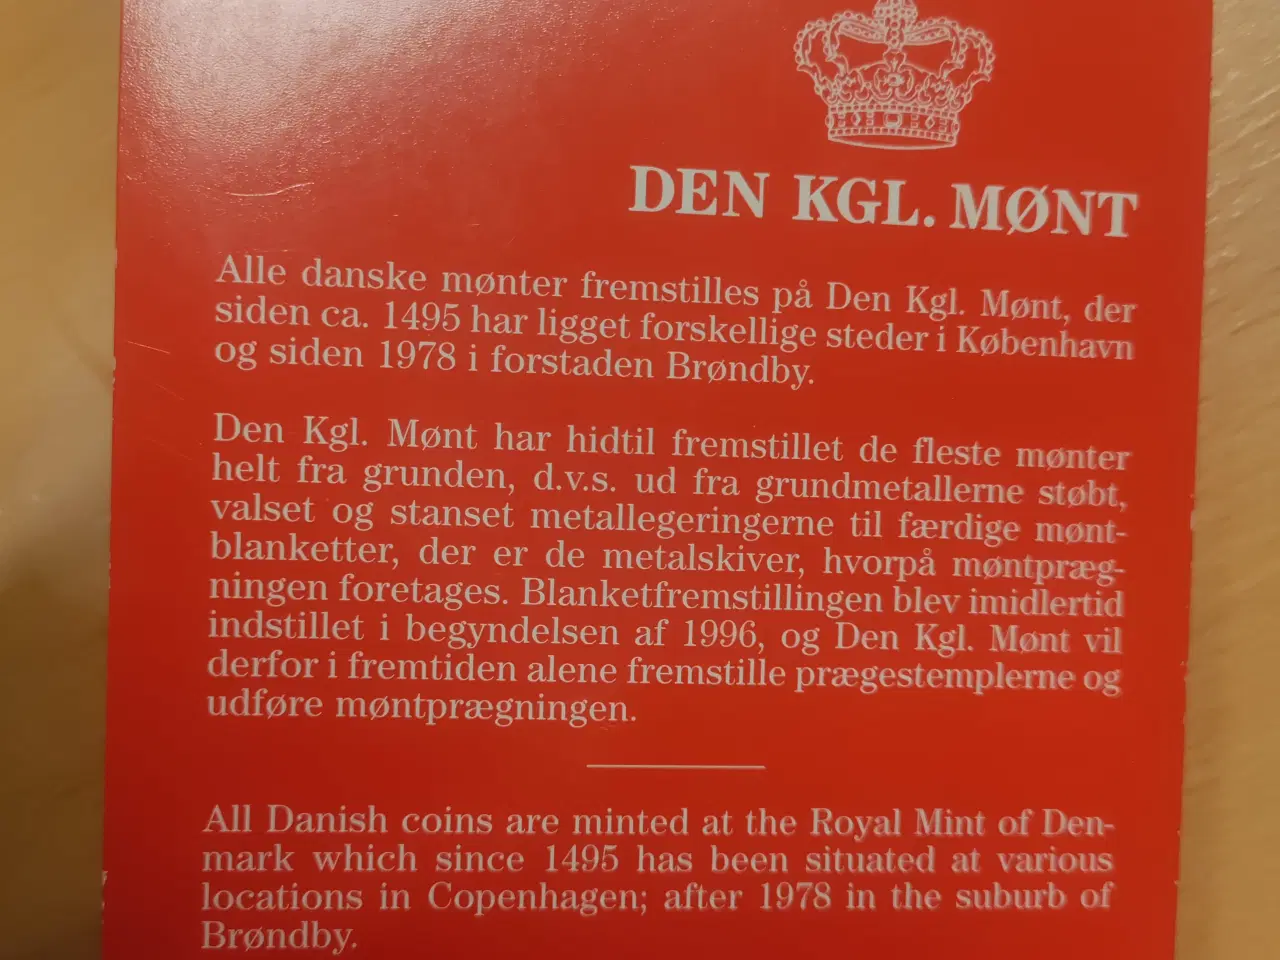 DEN KGL. MØNT
Alle danske mønter fremstilles på Den Kgl. Mønt, der
siden ca. 1495 har ligget forskellige steder i København
og siden 1978 i forstaden Brøndby.
Den Kgl. Mønt har hidtil fremstillet de fleste mønter
helt fra grunden, d.v.s. ud fra grundmetallerne støbt,
valset og stanset metallegeringerne til færdige mønt-
blanketter, der er de metalskiver, hvorpå møntpræg-
ningen foretages. Blanketfremstillingen blev imidlertid
indstillet i begyndelsen af 1996, og Den Kgl. Mønt vil
derfor i fremtiden alene fremstille prægestemplerne og
udføre møntprægningen.
All Danish coins are minted at the Royal Mint of Den-
mark which since 1495 has been situated at various
locations in Copenhagen; after 1978 in the suburb of
Brøndby.